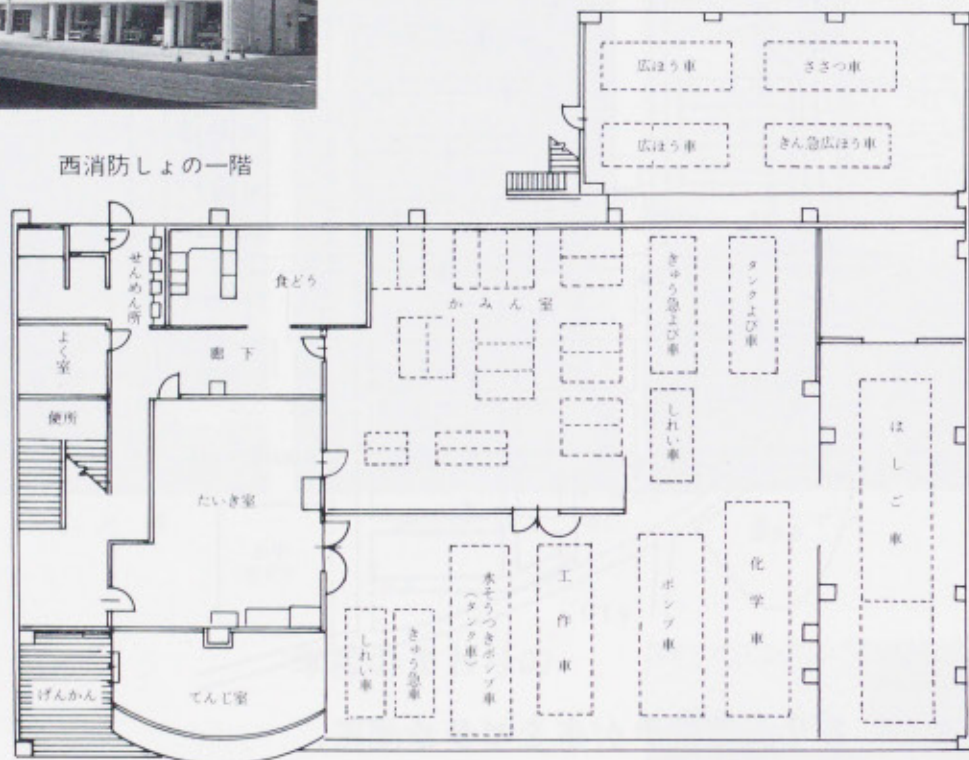 西消防しょの一階
広ほう車
ささつ車
広ほう車
きん急広ほう車
せんめん所
食どう
かみん室
きゅう急よび車
タンクよび車
よく室
廊下
便所
しれい車
はしご車
たいき室
しれい車
きゅう急車
水そうつきポンプ車
(タンク車)
工作車
ポンプ車
化学車
げんかん
てんじ室